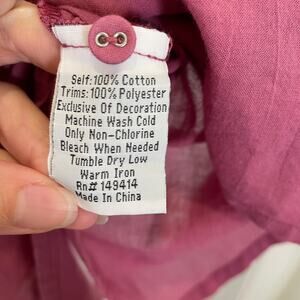 Self: 100% Cotton
Trims: 100% Polyester
Exclusive Of Decoration
Machine Wash Cold
Only Non-Chlorine
Bleach When Needed
Tumble Dry Low
Warm Iron
Rn# 149414
Made In China